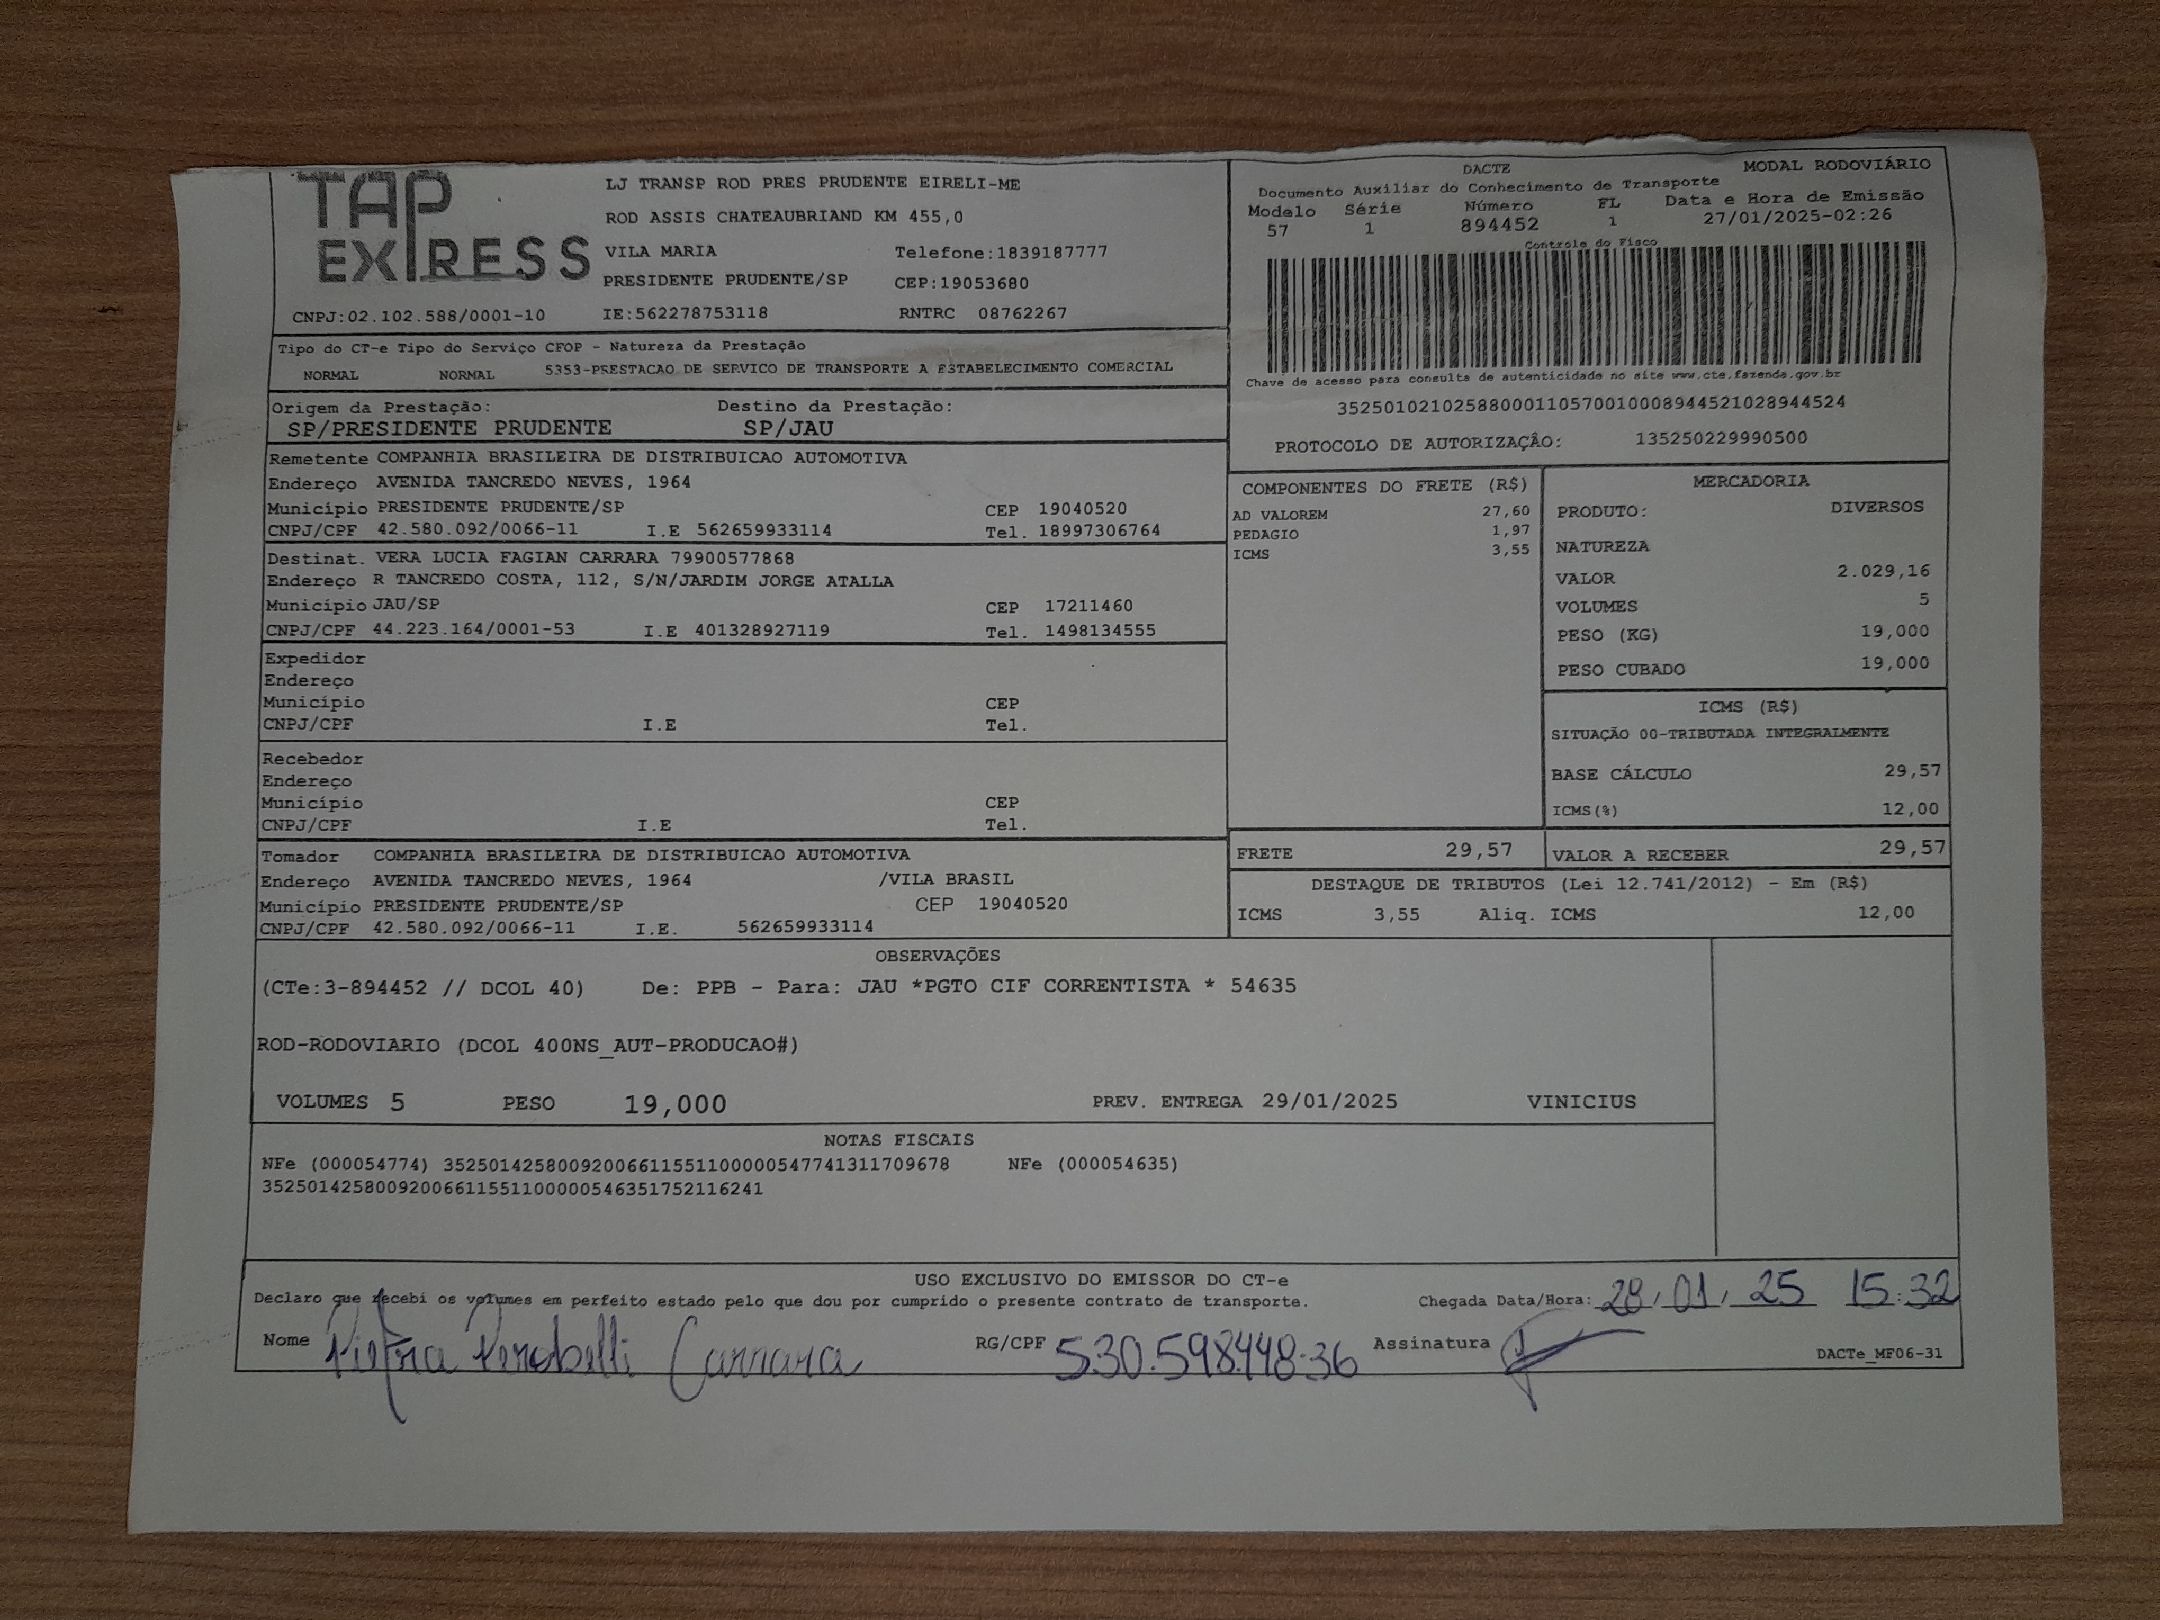 TAP EXPRESS
LJ TRANSP ROD PRES PRUDENTE EIRELI-ME
ROD ASSIS CHATEAUBRIAND KM 455,0
VILA MARIA Telefone:1839187777
PRESIDENTE PRUDENTE/SP CEP:19053680
CNPJ:02.102.588/0001-10 IE:562278753118 RNTRC 08762267
DACTE MODAL RODOVIÁRIO
Documento Auxiliar do Conhecimento de Transporte
Modelo Série Número FL Data e Hora de Emissão
57 1 894452 1 27/01/2025-02:26
Controle do Fisco
Chave de acesso para consulta de autenticidade no site www.cte.fazenda.gov.br
35250102102588000110570010008944521028944524
PROTOCOLO DE AUTORIZAÇÃO: 135250229990500
Tipo do CT-e Tipo do Serviço CFOP - Natureza da Prestação
NORMAL NORMAL 5353-PRESTACAO DE SERVICO DE TRANSPORTE A ESTABELECIMENTO COMERCIAL
Origem da Prestação: Destino da Prestação:
SP/PRESIDENTE PRUDENTE SP/JAU
Remetente COMPANHIA BRASILEIRA DE DISTRIBUICAO AUTOMOTIVA
Endereço AVENIDA TANCREDO NEVES, 1964
Município PRESIDENTE PRUDENTE/SP CEP 19040520
CNPJ/CPF 42.580.092/0066-11 I.E 562659933114 Tel. 18997306764
Destinat. VERA LUCIA FAGIAN CARRARA 79900577868
Endereço R TANCREDO COSTA, 112, S/N/JARDIM JORGE ATALLA
Município JAU/SP CEP 17211460
CNPJ/CPF 44.223.164/0001-53 I.E 401328927119 Tel. 1498134555
Expedidor
Endereço
Município CEP
CNPJ/CPF I.E Tel.
Recebedor
Endereço
Município CEP
CNPJ/CPF I.E Tel.
Tomador COMPANHIA BRASILEIRA DE DISTRIBUICAO AUTOMOTIVA
Endereço AVENIDA TANCREDO NEVES, 1964 /VILA BRASIL
Município PRESIDENTE PRUDENTE/SP CEP 19040520
CNPJ/CPF 42.580.092/0066-11 I.E. 562659933114
COMPONENTES DO FRETE (R$)
AD VALOREM 27,60
PEDAGIO 1,97
ICMS 3,55
MERCADORIA
PRODUTO: DIVERSOS
NATUREZA
VALOR 2.029,16
VOLUMES 5
PESO (KG) 19,000
PESO CUBADO 19,000
ICMS (R$)
SITUAÇÃO 00-TRIBUTADA INTEGRALMENTE
BASE CÁLCULO 29,57
ICMS(%) 12,00
FRETE 29,57 VALOR A RECEBER 29,57
DESTAQUE DE TRIBUTOS (Lei 12.741/2012) - Em (R$)
ICMS 3,55 Aliq. ICMS 12,00
OBSERVAÇÕES
(CTe:3-894452 // DCOL 40) De: PPB - Para: JAU *PGTO CIF CORRENTISTA * 54635
ROD-RODOVIARIO (DCOL 400NS_AUT-PRODUCAO#)
VOLUMES 5 PESO 19,000 PREV. ENTREGA 29/01/2025 VINICIUS
NOTAS FISCAIS
NFe (000054774) 35250142580092006611551100000547741311709678 NFe (000054635)
35250142580092006611551100000546351752116241
USO EXCLUSIVO DO EMISSOR DO CT-e
Declaro que recebi os volumes em perfeito estado pelo que dou por cumprido o presente contrato de transporte. Chegada Data/Hora: 28/01/25 15:32
Nome Pietra Perobelli Carrara RG/CPF 530.598.448-36 Assinatura
DACTe_MF06-31